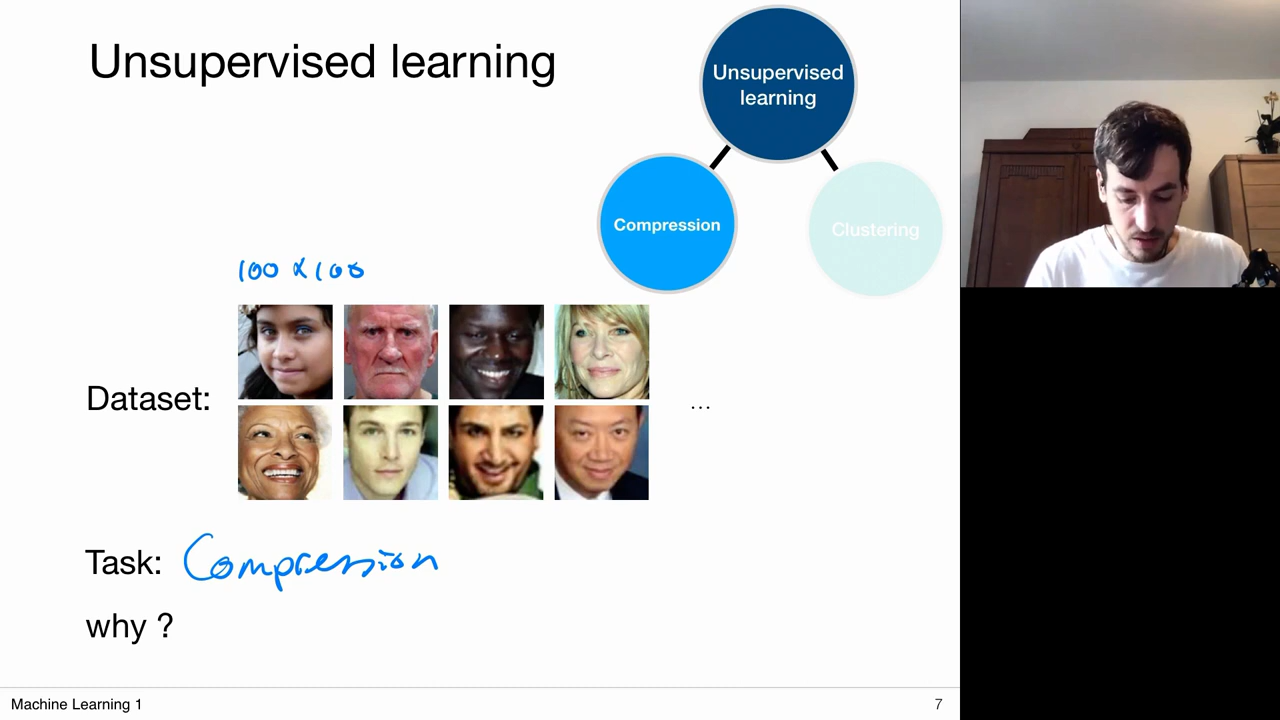 Unsupervised learning
Unsupervised
learning
Compression
Clustering
100 x 100
Dataset:
...
Task: Compression
why ?
Machine Learning 1
7